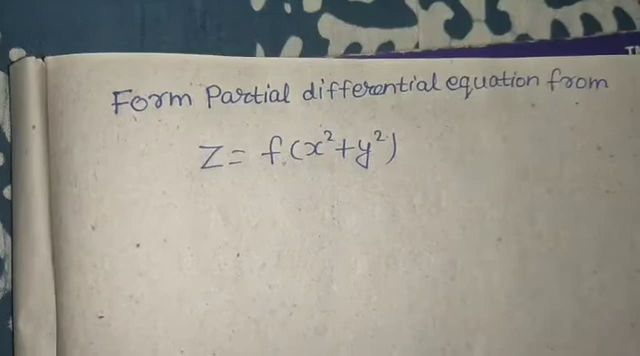 Form Partial differential equation from
Z = f(x²+y²)